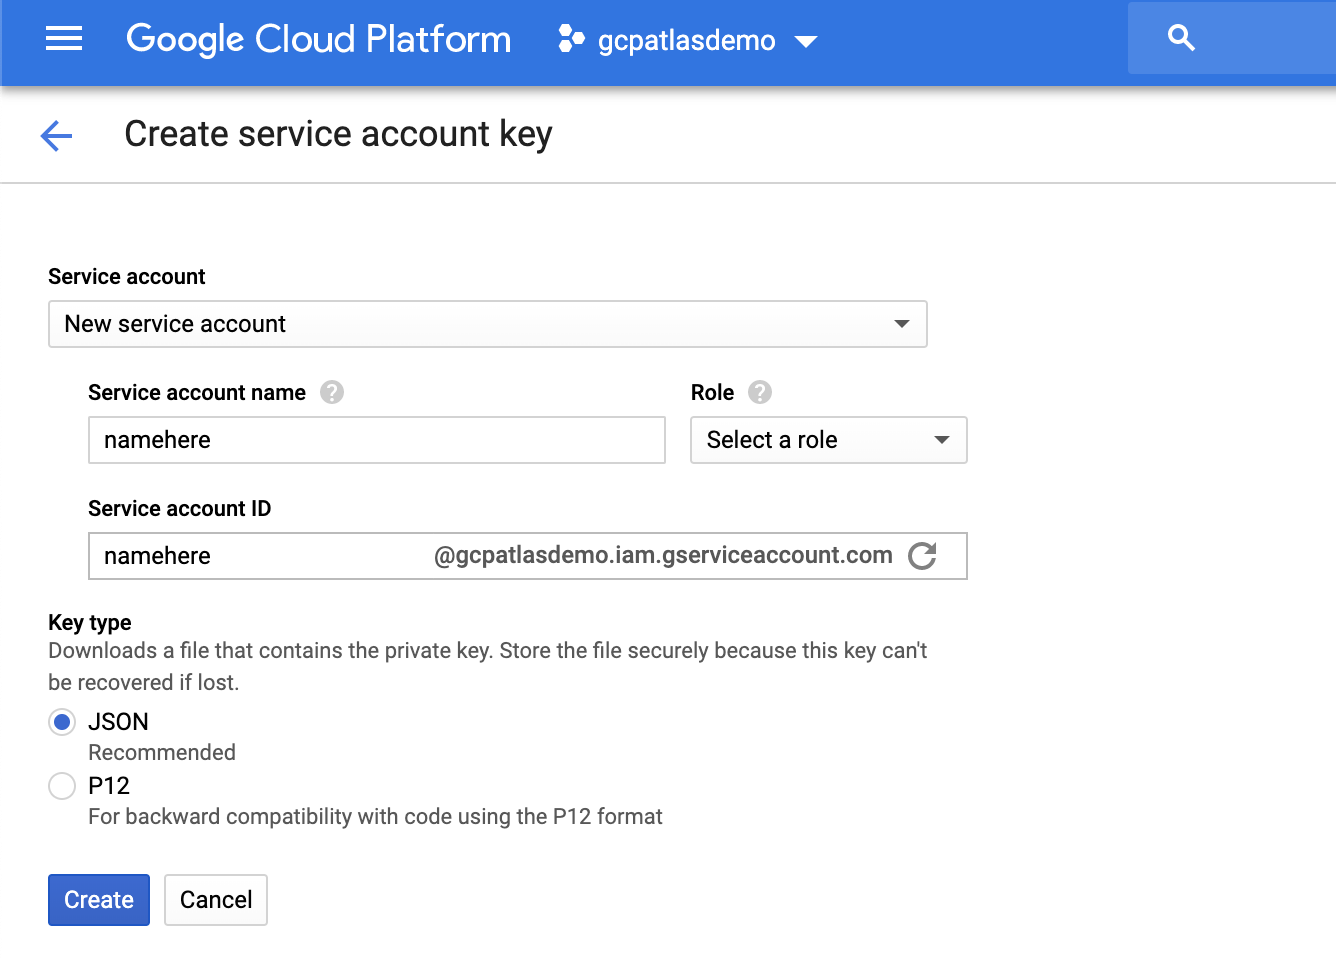 Google Cloud Platform gcpatlasdemo
Create service account key
Service account
New service account
Service account name ? Role ?
namehere Select a role
Service account ID
namehere @gcpatlasdemo.iam.gserviceaccount.com
Key type
Downloads a file that contains the private key. Store the file securely because this key can't
be recovered if lost.
JSON
Recommended
P12
For backward compatibility with code using the P12 format
Create Cancel